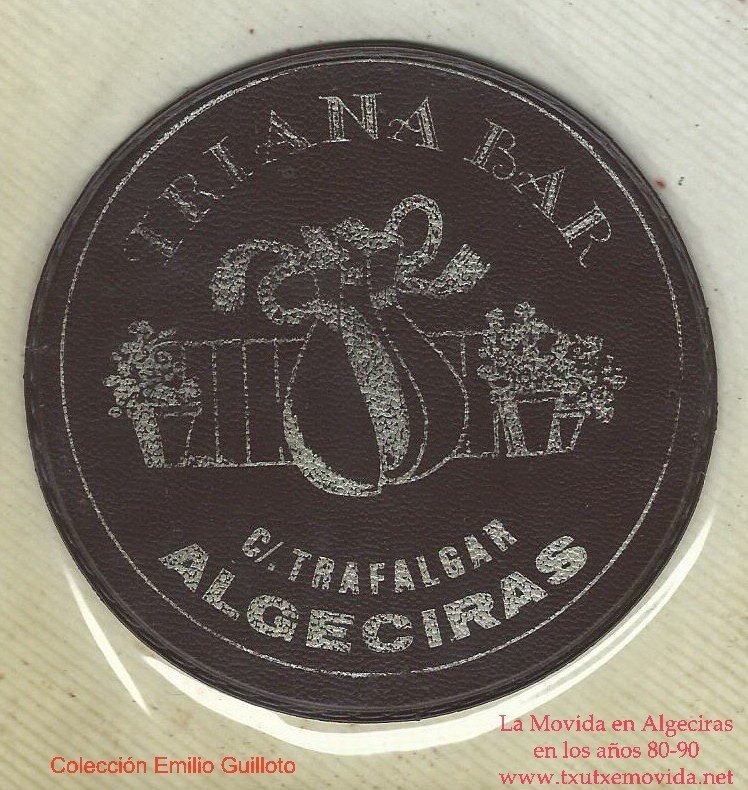 TRIANA BAR
C/. TRAFALGAR
ALGECIRAS
La Movida en Algeciras
en los años 80-90
www.txutxemovida.net
Colección Emilio Guilloto